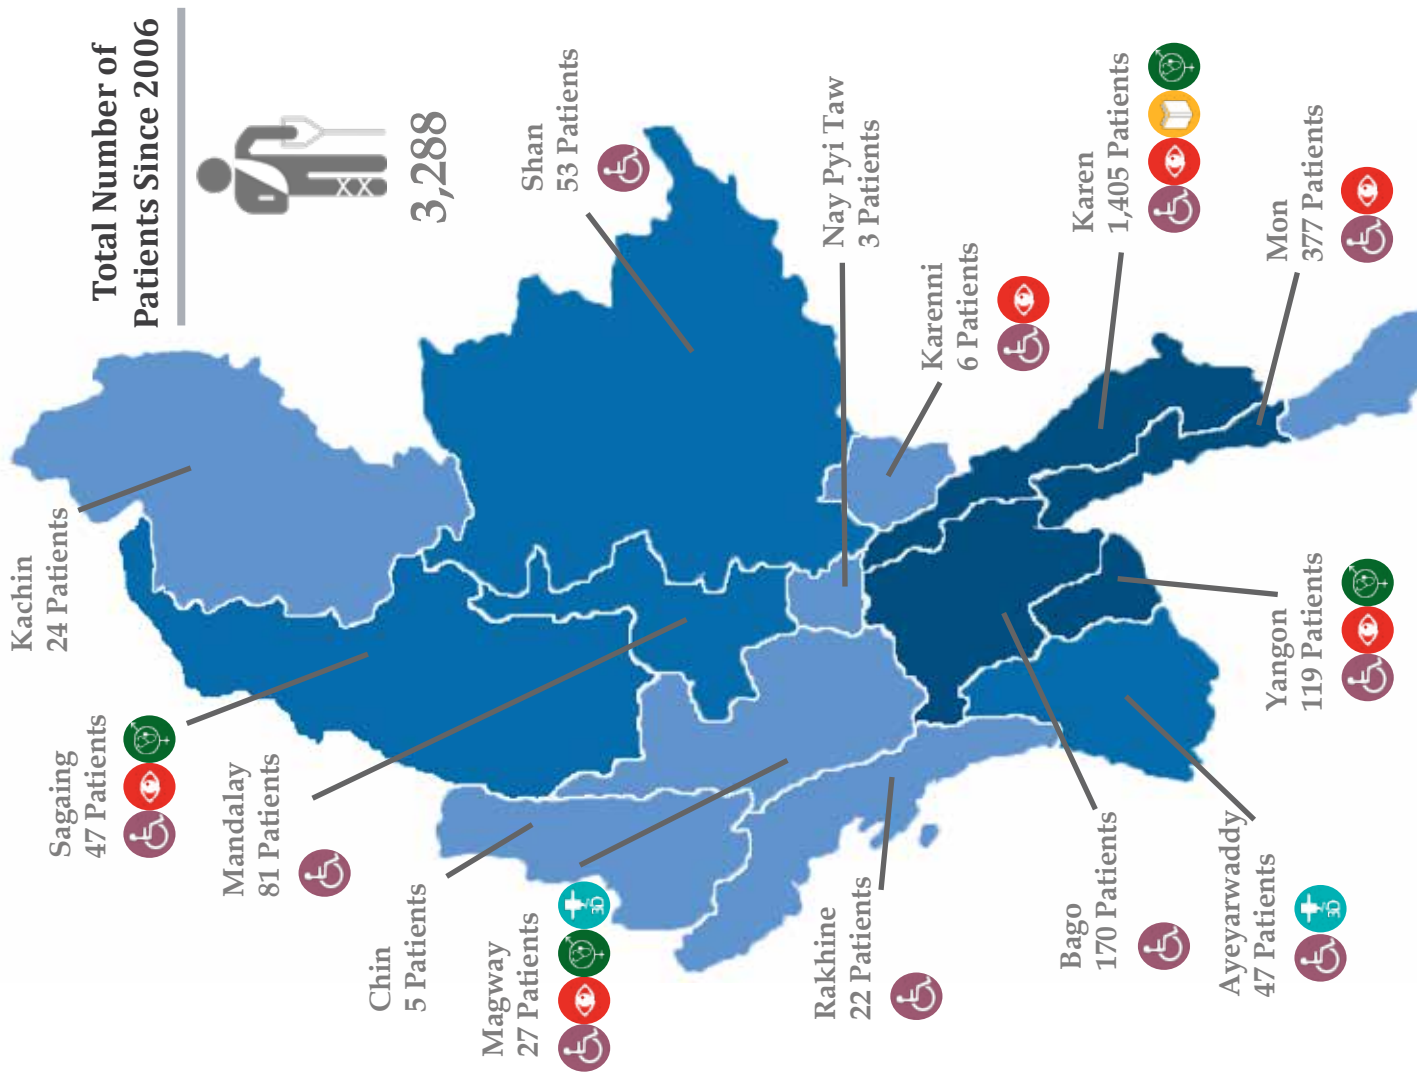 Total Number of
Patients Since 2006
3,288
Kachin
24 Patients
Sagaing
47 Patients
Mandalay
81 Patients
Shan
53 Patients
Chin
5 Patients
Magway
27 Patients
3D
Nay Pyi Taw
3 Patients
Karenni
6 Patients
Rakhine
22 Patients
Karen
1,405 Patients
Bago
170 Patients
Mon
377 Patients
Yangon
119 Patients
Ayeyarwaddy
47 Patients
3D